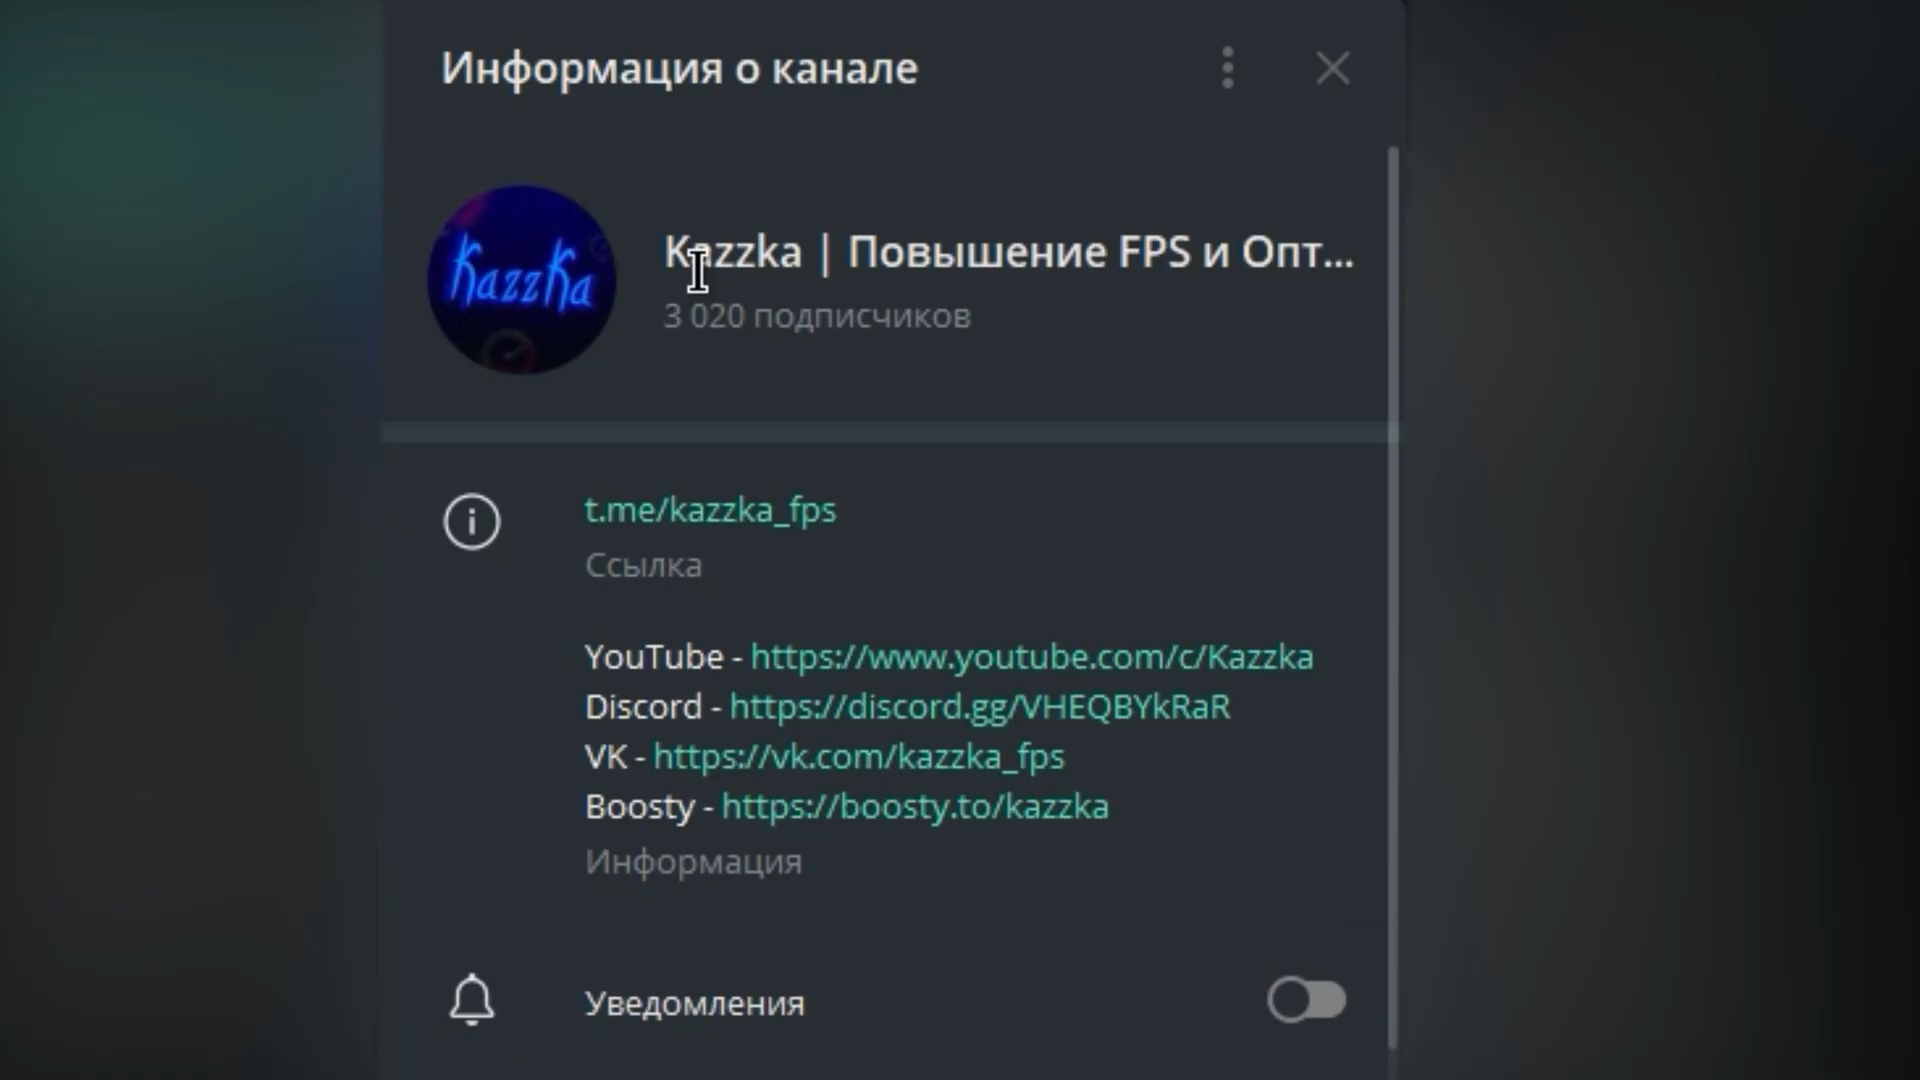 Информация о канале
KazzKa
Kazzka | Повышение FPS и Опт...
3 020 подписчиков
t.me/kazzka_fps
Ссылка
YouTube - https://www.youtube.com/c/Kazzka
Discord - https://discord.gg/VHEQBYkRaR
VK - https://vk.com/kazzka_fps
Boosty - https://boosty.to/kazzka
Информация
Уведомления